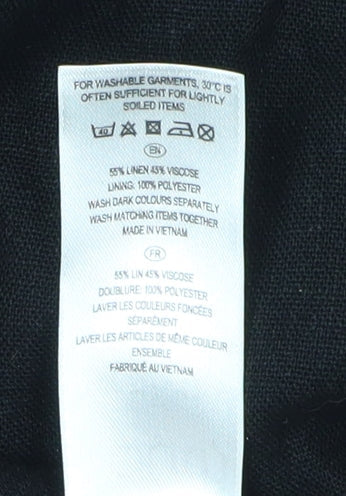 FOR WASHABLE GARMENTS, 30°C IS
OFTEN SUFFICIENT FOR LIGHTLY
SOILED ITEMS
40
EN
55% LINEN 45% VISCOSE
LINING: 100% POLYESTER
WASH DARK COLOURS SEPARATELY
WASH MATCHING ITEMS TOGETHER
MADE IN VIETNAM
FR
55% LIN 45% VISCOSE
DOUBLURE: 100% POLYESTER
LAVER LES COULEURS FONCÉES
SÉPARÉMENT
LAVER LES ARTICLES DE MÊME COULEUR
ENSEMBLE
FABRIQUÉ AU VIETNAM